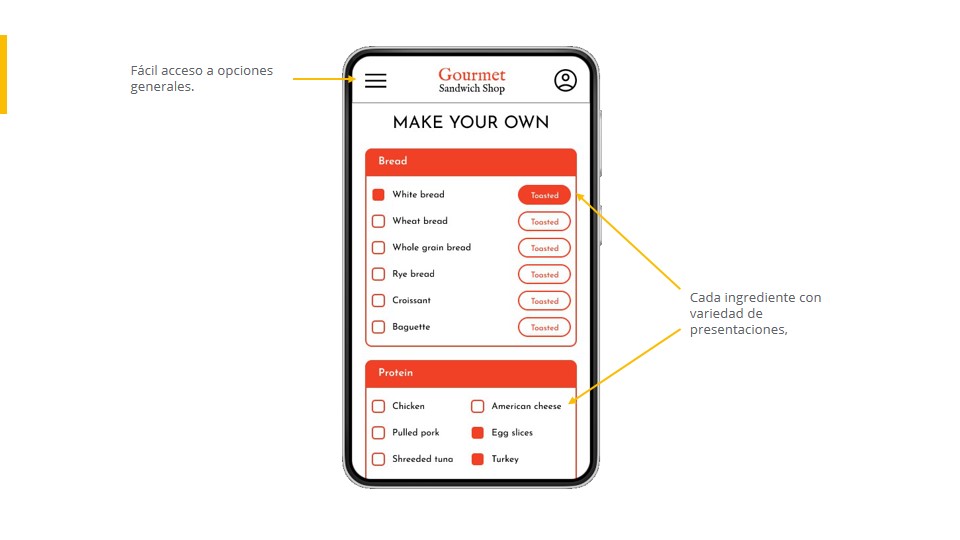 Fácil acceso a opciones
generales.
Gourmet
Sandwich Shop
MAKE YOUR OWN
Bread
White bread Toasted
Wheat bread Toasted
Whole grain bread Toasted
Rye bread Toasted
Croissant Toasted
Baguette Toasted
Cada ingrediente con
variedad de
presentaciones,
Protein
Chicken American cheese
Pulled pork Egg slices
Shreeded tuna Turkey